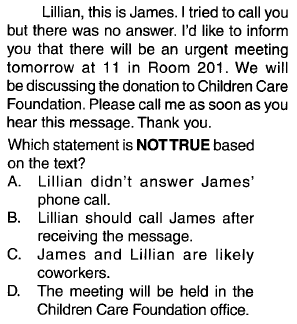 Lillian, this is James. I tried to call you
but there was no answer. I'd like to inform
you that there will be an urgent meeting
tomorrow at 11 in Room 201. We will
be discussing the donation to Children Care
Foundation. Please call me as soon as you
hear this message. Thank you.
Which statement is NOT TRUE based
on the text?
A. Lillian didn't answer James'
phone call.
B. Lillian should call James after
receiving the message.
C. James and Lillian are likely
coworkers.
D. The meeting will be held in the
Children Care Foundation office.